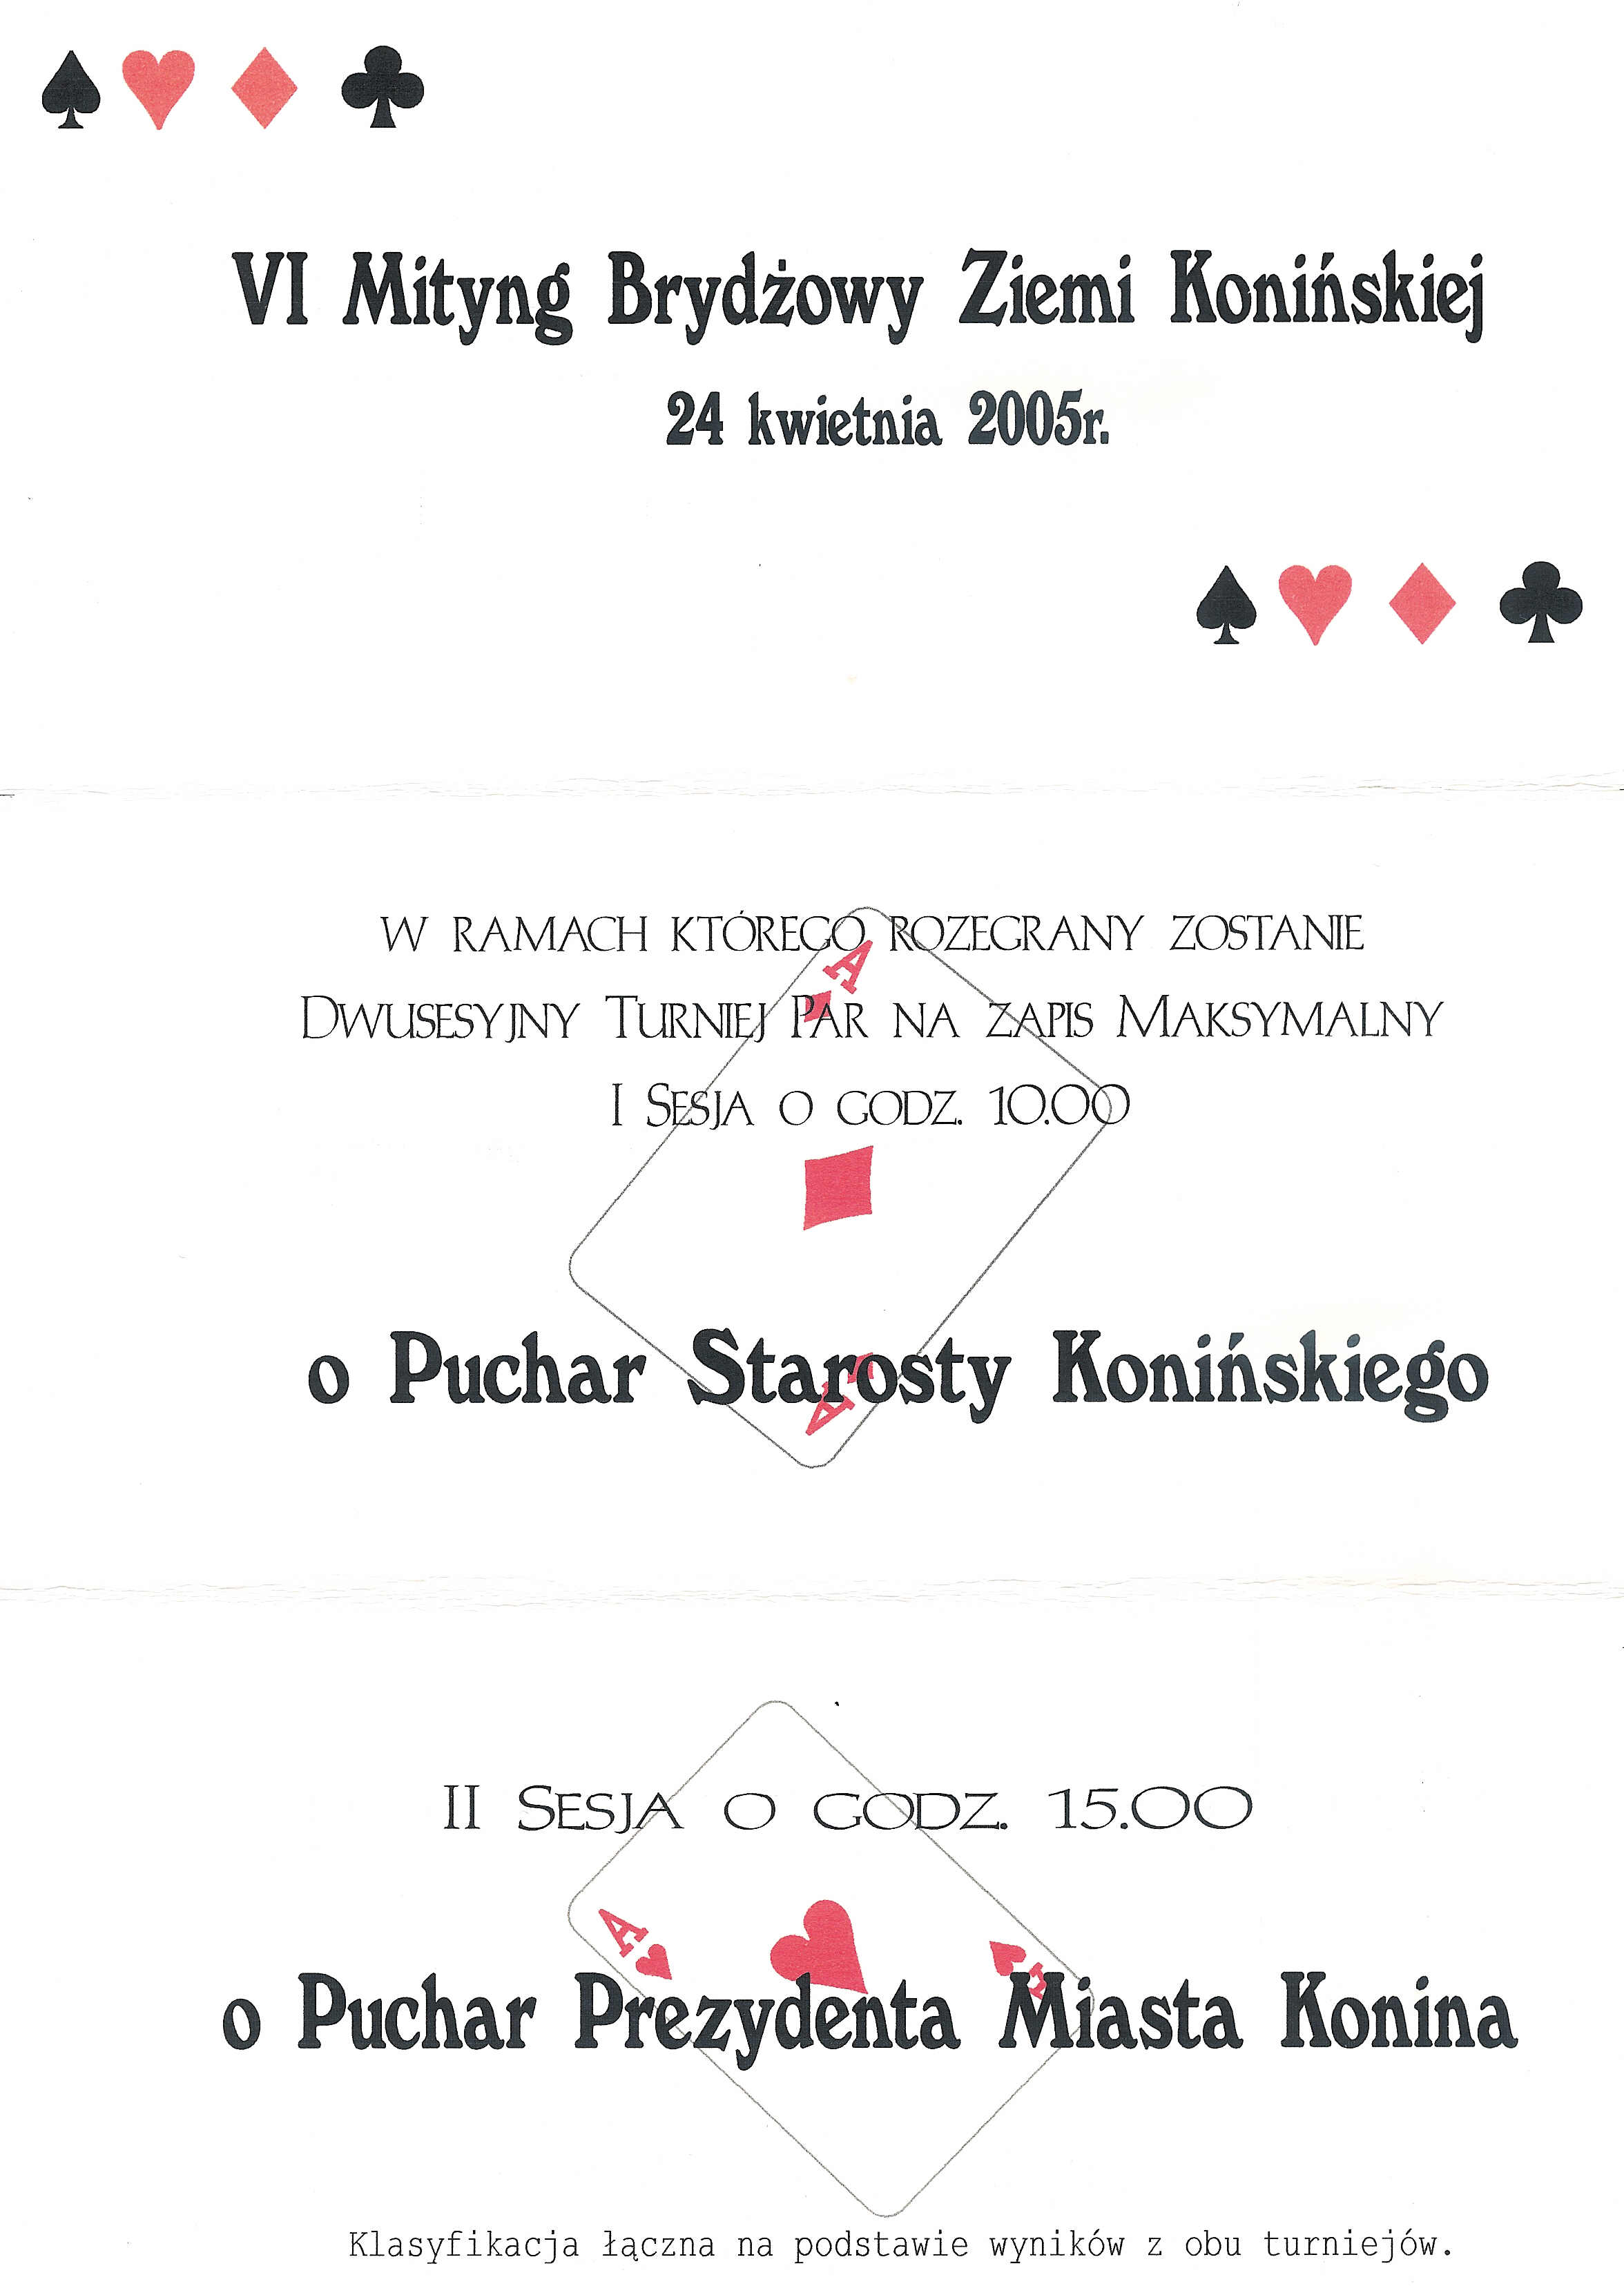 VI Mityng Brydżowy Ziemi Konińskiej
24 kwietnia 2005r.
W RAMACH KTÓREGO ROZEGRANY ZOSTANIE
A
DWUSESYJNY TURNIEJ PAR NA ZAPIS MAKSYMALNY
I SESJA O GODZ. 10.00
o Puchar Starosty Konińskiego
A
II SESJA O GODZ. 15.00
A
o Puchar Prezydenta Miasta Konina
A
Klasyfikacja łączna na podstawie wyników z obu turniejów.